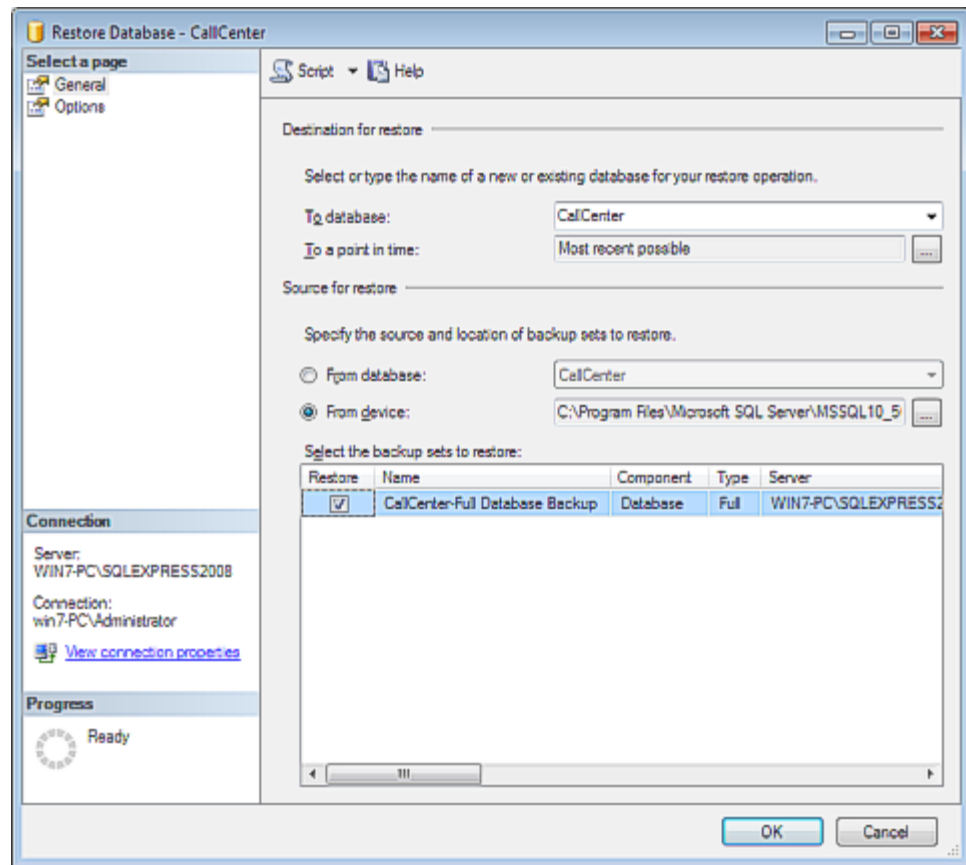 Restore Database - CallCenter
Select a page
General
Options
Script
Help
Destination for restore
Select or type the name of a new or existing database for your restore operation.
To database:
CallCenter
To a point in time:
Most recent possible
...
Source for restore
Specify the source and location of backup sets to restore.
From database:
CallCenter
From device:
C:\Program Files\Microsoft SQL Server\MSSQL10_5
...
Select the backup sets to restore:
Restore Name Component Type Server
CallCenter-Full Database Backup Database Full WIN7-PC\SQLEXPRESS2
Connection
Server:
WIN7-PC\SQLEXPRESS2008
Connection:
win7-PC\Administrator
View connection properties
Progress
Ready
OK
Cancel